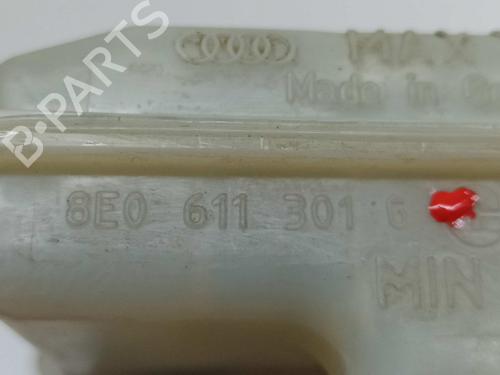 MAX
Made in
B-PARTS
8E0 611 301 G
MIN